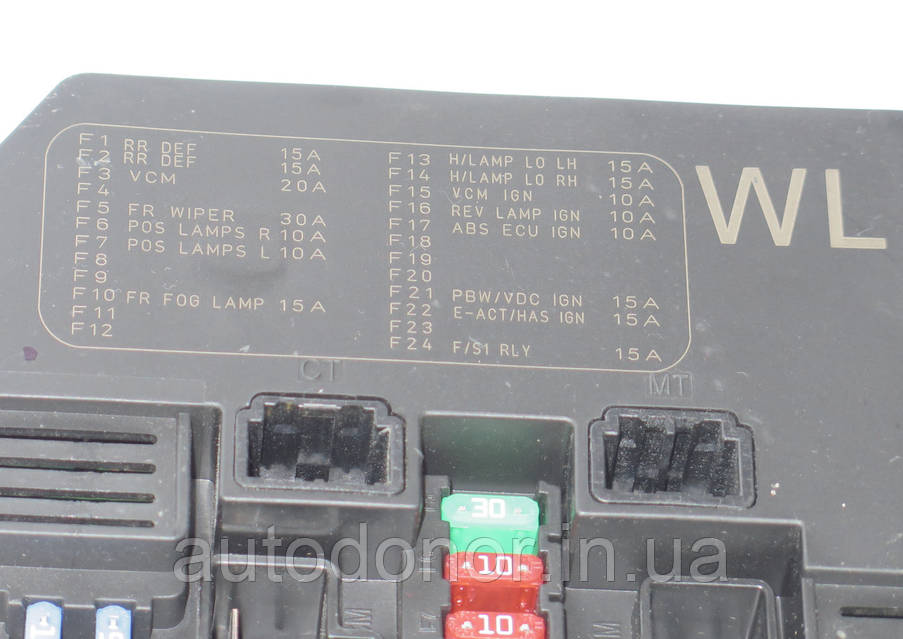 F1 RR DEF 15A
F2 RR DEF 15A
F3 VCM 20A
F4
F5 FR WIPER 30A
F6 POS LAMPS R 10A
F7 POS LAMPS L 10A
F8
F9
F10 FR FOG LAMP 15A
F11
F12
F13 H/LAMP LO LH 15A
F14 H/LAMP LO RH 15A
F15 VCM IGN 10A
F16 REV LAMP IGN 10A
F17 ABS ECU IGN 10A
F18
F19
F20
F21 PBW/VDC IGN 15A
F22 E-ACT/HAS IGN 15A
F23
F24 F/S1 RLY 15A
WL
CT
MT
30
10
10
autodonor.in.ua